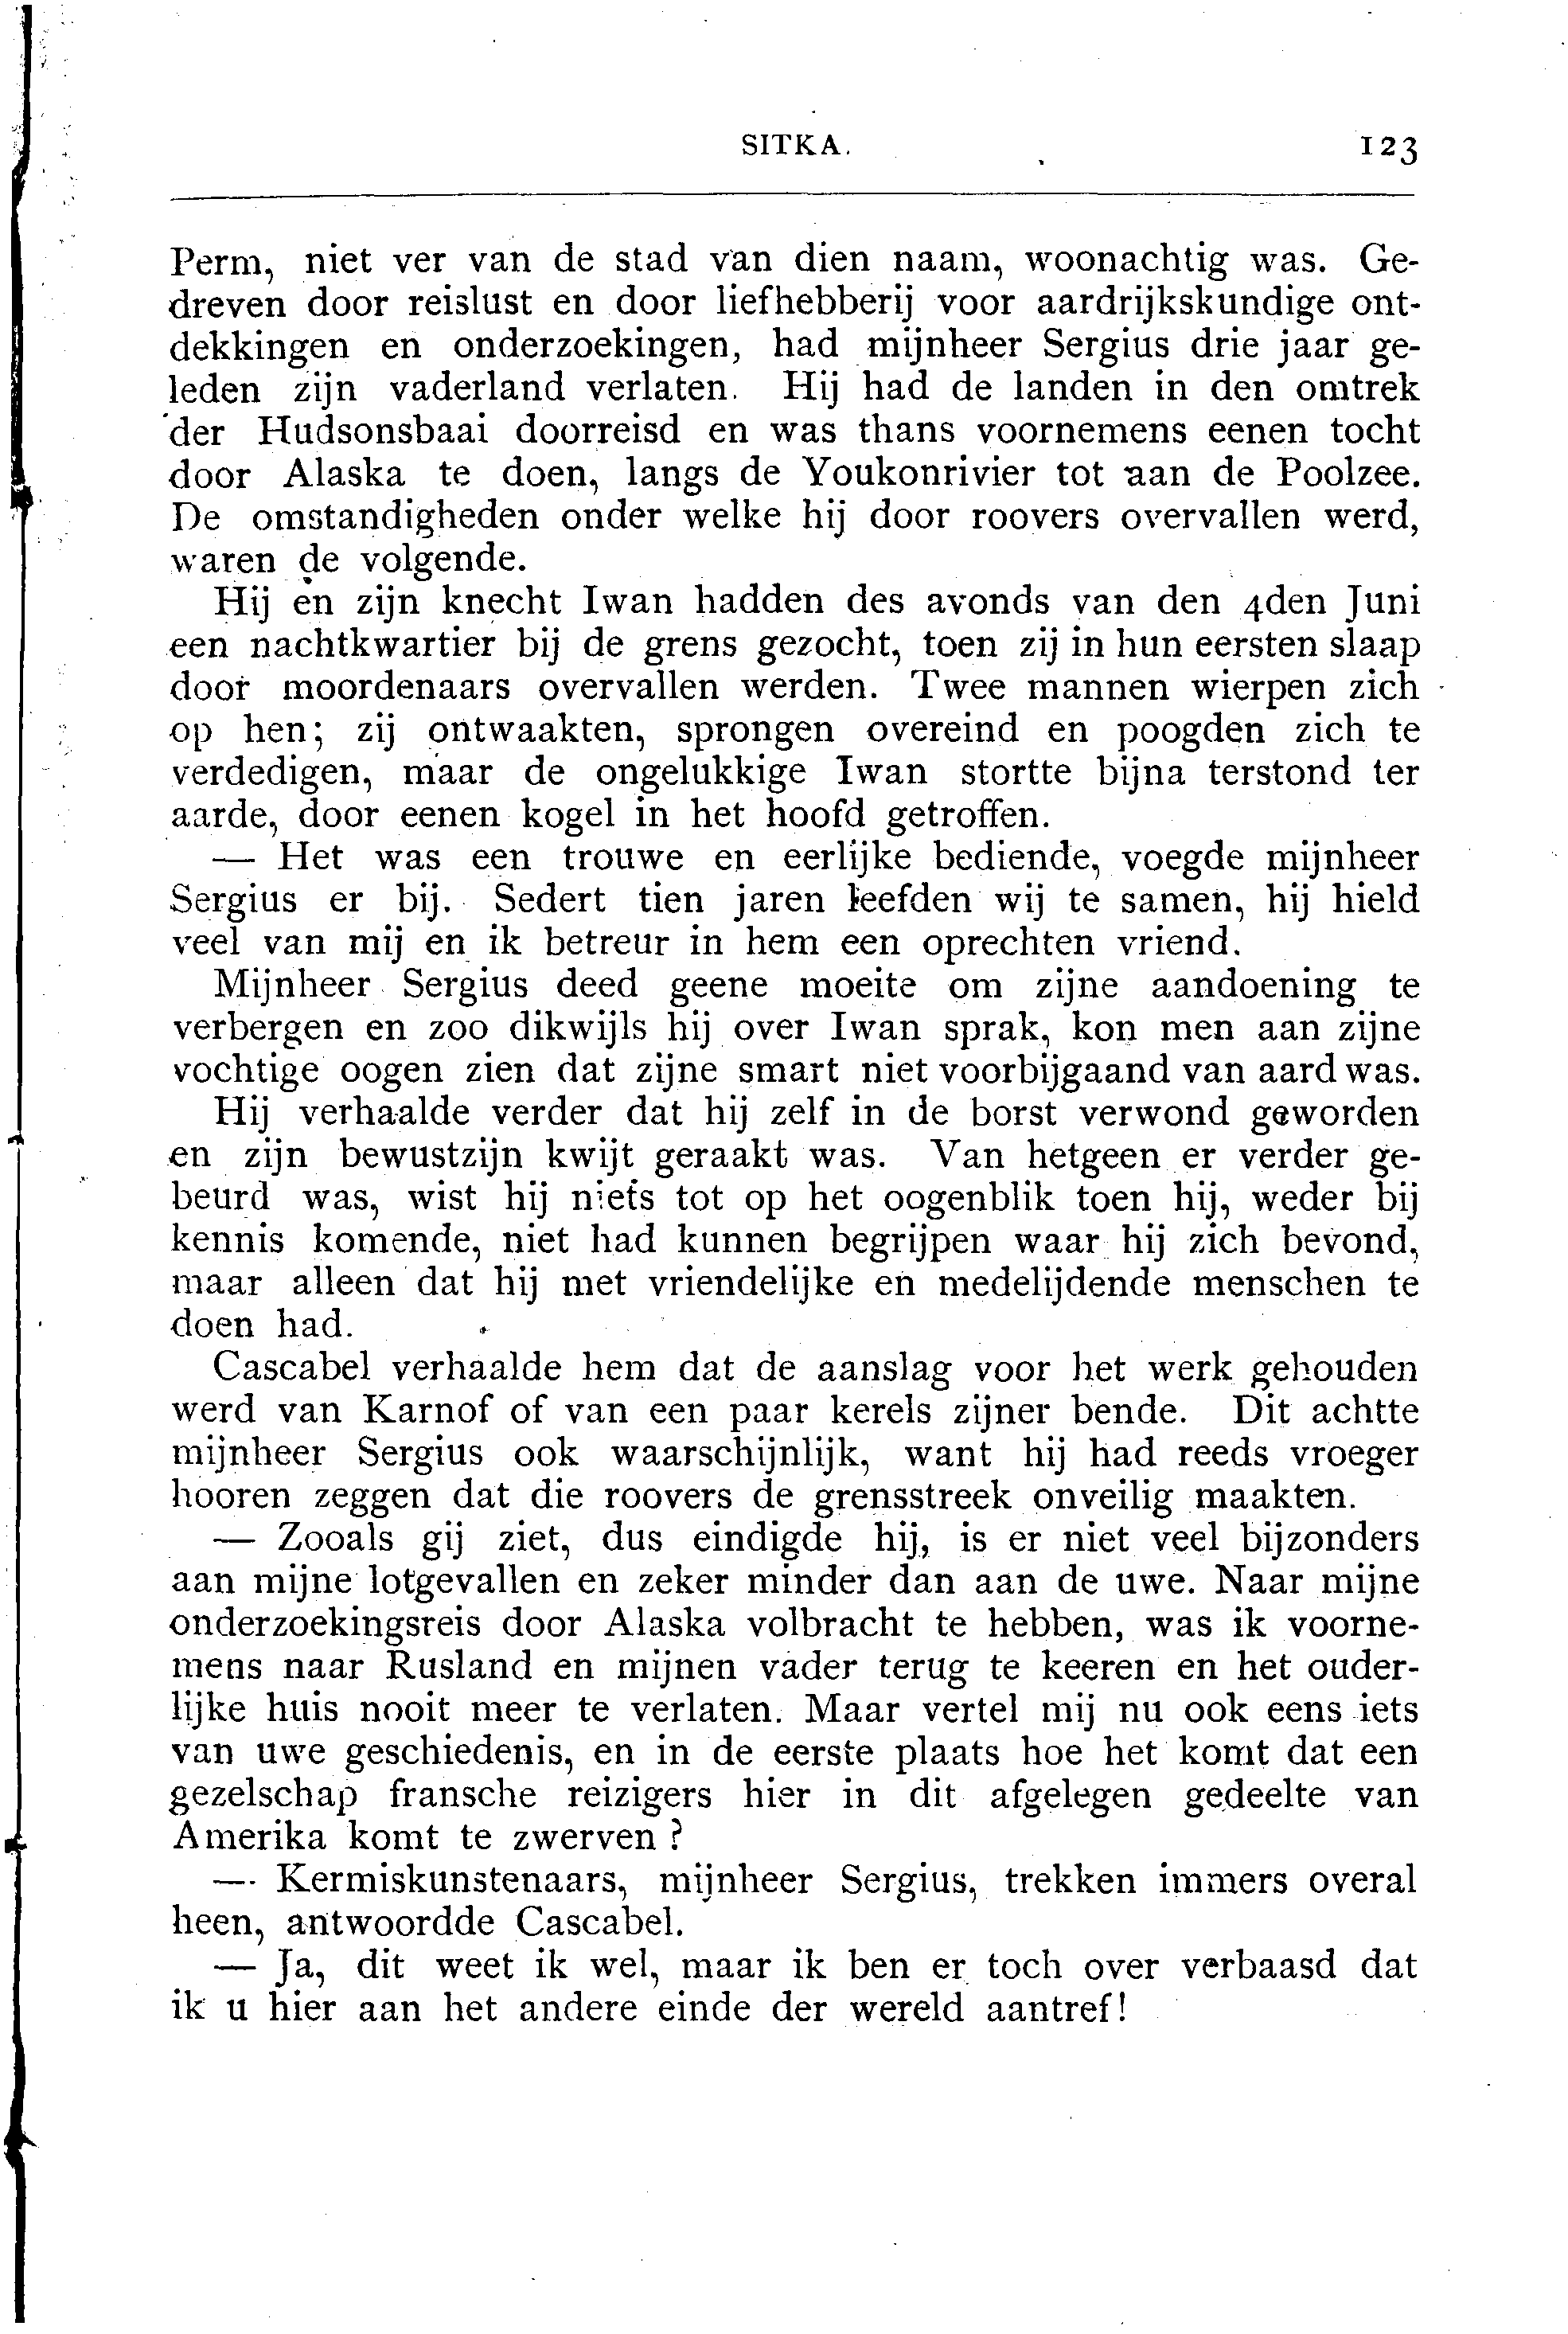 SITKA. 123
Perm, niet ver van de stad van dien naam, woonachtig was. Ge-
dreven door reislust en door liefhebberij voor aardrijkskundige ont-
dekkingen en onderzoekingen, had mijnheer Sergius drie jaar ge-
leden zijn vaderland verlaten. Hij had de landen in den omtrek
der Hudsonsbaai doorreisd en was thans voornemens eenen tocht
door Alaska te doen, langs de Youkonrivier tot aan de Poolzee.
De omstandigheden onder welke hij door roovers overvallen werd,
waren de volgende.
Hij en zijn knecht Iwan hadden des avonds van den 4den Juni
een nachtkwartier bij de grens gezocht, toen zij in hun eersten slaap
door moordenaars overvallen werden. Twee mannen wierpen zich
op hen; zij ontwaakten, sprongen overeind en poogden zich te
verdedigen, maar de ongelukkige Iwan stortte bijna terstond ter
aarde, door eenen kogel in het hoofd getroffen.
— Het was een trouwe en eerlijke bediende, voegde mijnheer
Sergius er bij. Sedert tien jaren leefden wij te samen, hij hield
veel van mij en ik betreur in hem een oprechten vriend.
Mijnheer Sergius deed geene moeite om zijne aandoening te
verbergen en zoo dikwijls hij over Iwan sprak, kon men aan zijne
vochtige oogen zien dat zijne smart niet voorbijgaand van aard was.
Hij verhaalde verder dat hij zelf in de borst verwond geworden
en zijn bewustzijn kwijt geraakt was. Van hetgeen er verder ge-
beurd was, wist hij niets tot op het oogenblik toen hij, weder bij
kennis komende, niet had kunnen begrijpen waar hij zich bevond,
maar alleen dat hij met vriendelijke en medelijdende menschen te
doen had.
Cascabel verhaalde hem dat de aanslag voor het werk gehouden
werd van Karnof of van een paar kerels zijner bende. Dit achtte
mijnheer Sergius ook waarschijnlijk, want hij had reeds vroeger
hooren zeggen dat die roovers de grensstreek onveilig maakten.
— Zooals gij ziet, dus eindigde hij, is er niet veel bijzonders
aan mijne lotgevallen en zeker minder dan aan de uwe. Naar mijne
onderzoekingsreis door Alaska volbracht te hebben, was ik voorne-
mens naar Rusland en mijnen vader terug te keeren en het ouder-
lijke huis nooit meer te verlaten. Maar vertel mij nu ook eens iets
van uwe geschiedenis, en in de eerste plaats hoe het komt dat een
gezelschap fransche reizigers hier in dit afgelegen gedeelte van
Amerika komt te zwerven?
— Kermiskunstenaars, mijnheer Sergius, trekken immers overal
heen, antwoordde Cascabel.
— Ja, dit weet ik wel, maar ik ben er toch over verbaasd dat
ik u hier aan het andere einde der wereld aantref!